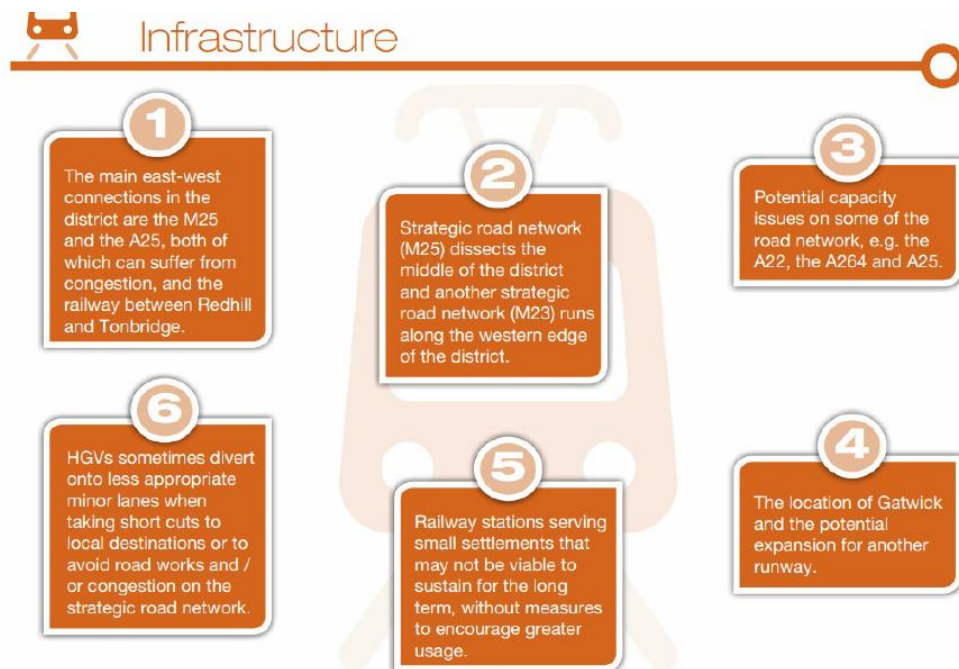 Infrastructure
1
The main east-west
connections in the
district are the M25
and the A25, both of
which can suffer from
congestion, and the
railway between Redhill
and Tonbridge.
2
Strategic road network
(M25) dissects the
middle of the district
and another strategic
road network (M23) runs
along the western edge
of the district.
3
Potential capacity
issues on some of the
road network, e.g. the
A22, the A264 and A25.
6
HGVs sometimes divert
onto less appropriate
minor lanes when
taking short cuts to
local destinations or to
avoid road works and /
or congestion on the
strategic road network.
5
Railway stations serving
small settlements that
may not be viable to
sustain for the long
term, without measures
to encourage greater
usage.
4
The location of Gatwick
and the potential
expansion for another
runway.